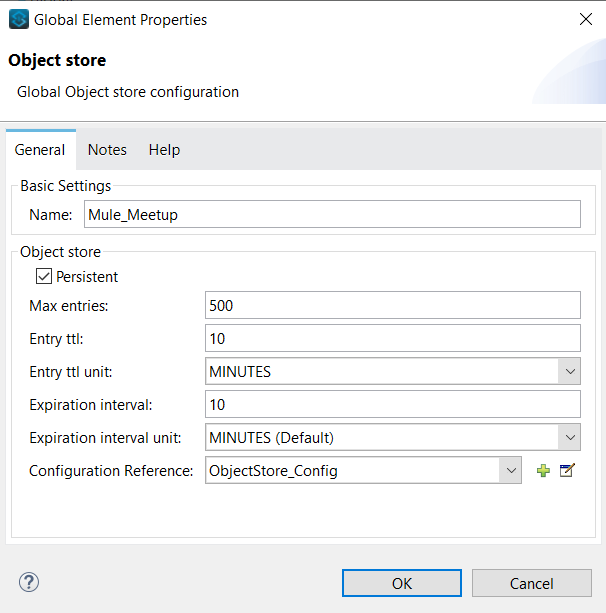 Global Element Properties
Object store
Global Object store configuration
General Notes Help
Basic Settings
Name: Mule_Meetup
Object store
Persistent
Max entries: 500
Entry ttl: 10
Entry ttl unit: MINUTES
Expiration interval: 10
Expiration interval unit: MINUTES (Default)
Configuration Reference: ObjectStore_Config
? OK Cancel